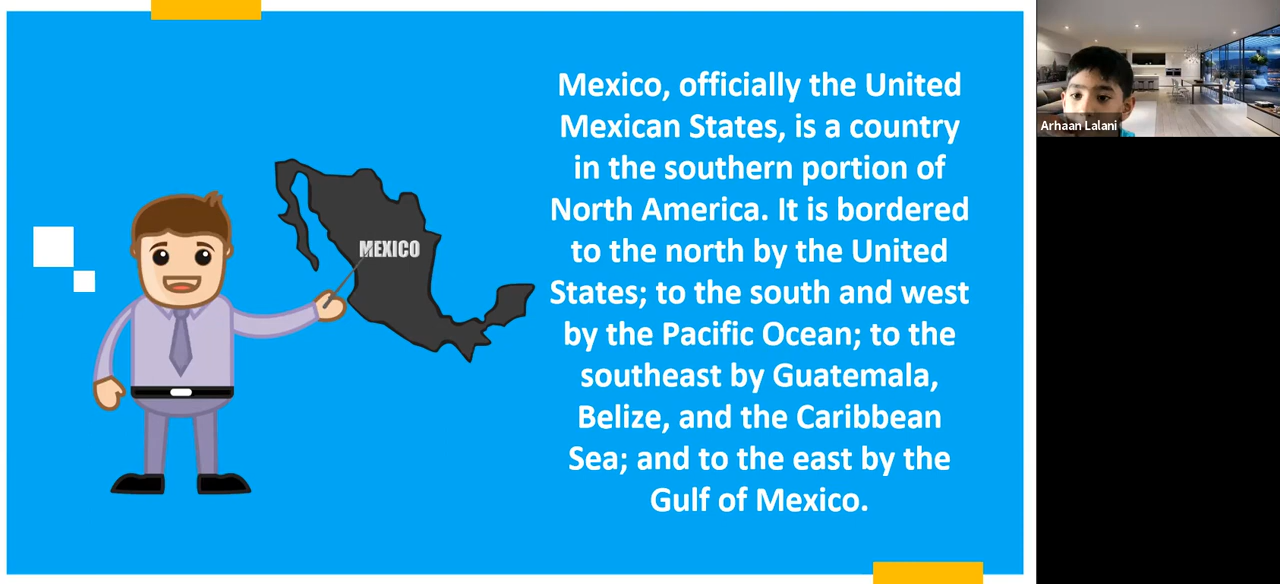 MEXICO
Mexico, officially the United
Mexican States, is a country
in the southern portion of
North America. It is bordered
to the north by the United
States; to the south and west
by the Pacific Ocean; to the
southeast by Guatemala,
Belize, and the Caribbean
Sea; and to the east by the
Gulf of Mexico.
Arhaan Lalani